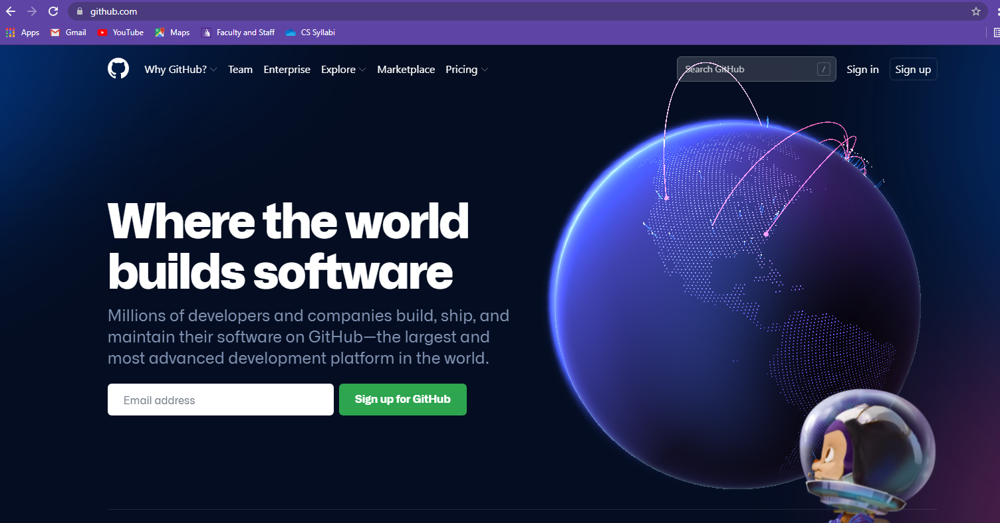 github.com
Apps Gmail YouTube Maps Faculty and Staff CS Syllabi
Why GitHub? Team Enterprise Explore Marketplace Pricing Search GitHub / Sign in Sign up
Where the world
builds software
Millions of developers and companies build, ship, and
maintain their software on GitHub—the largest and
most advanced development platform in the world.
Email address Sign up for GitHub